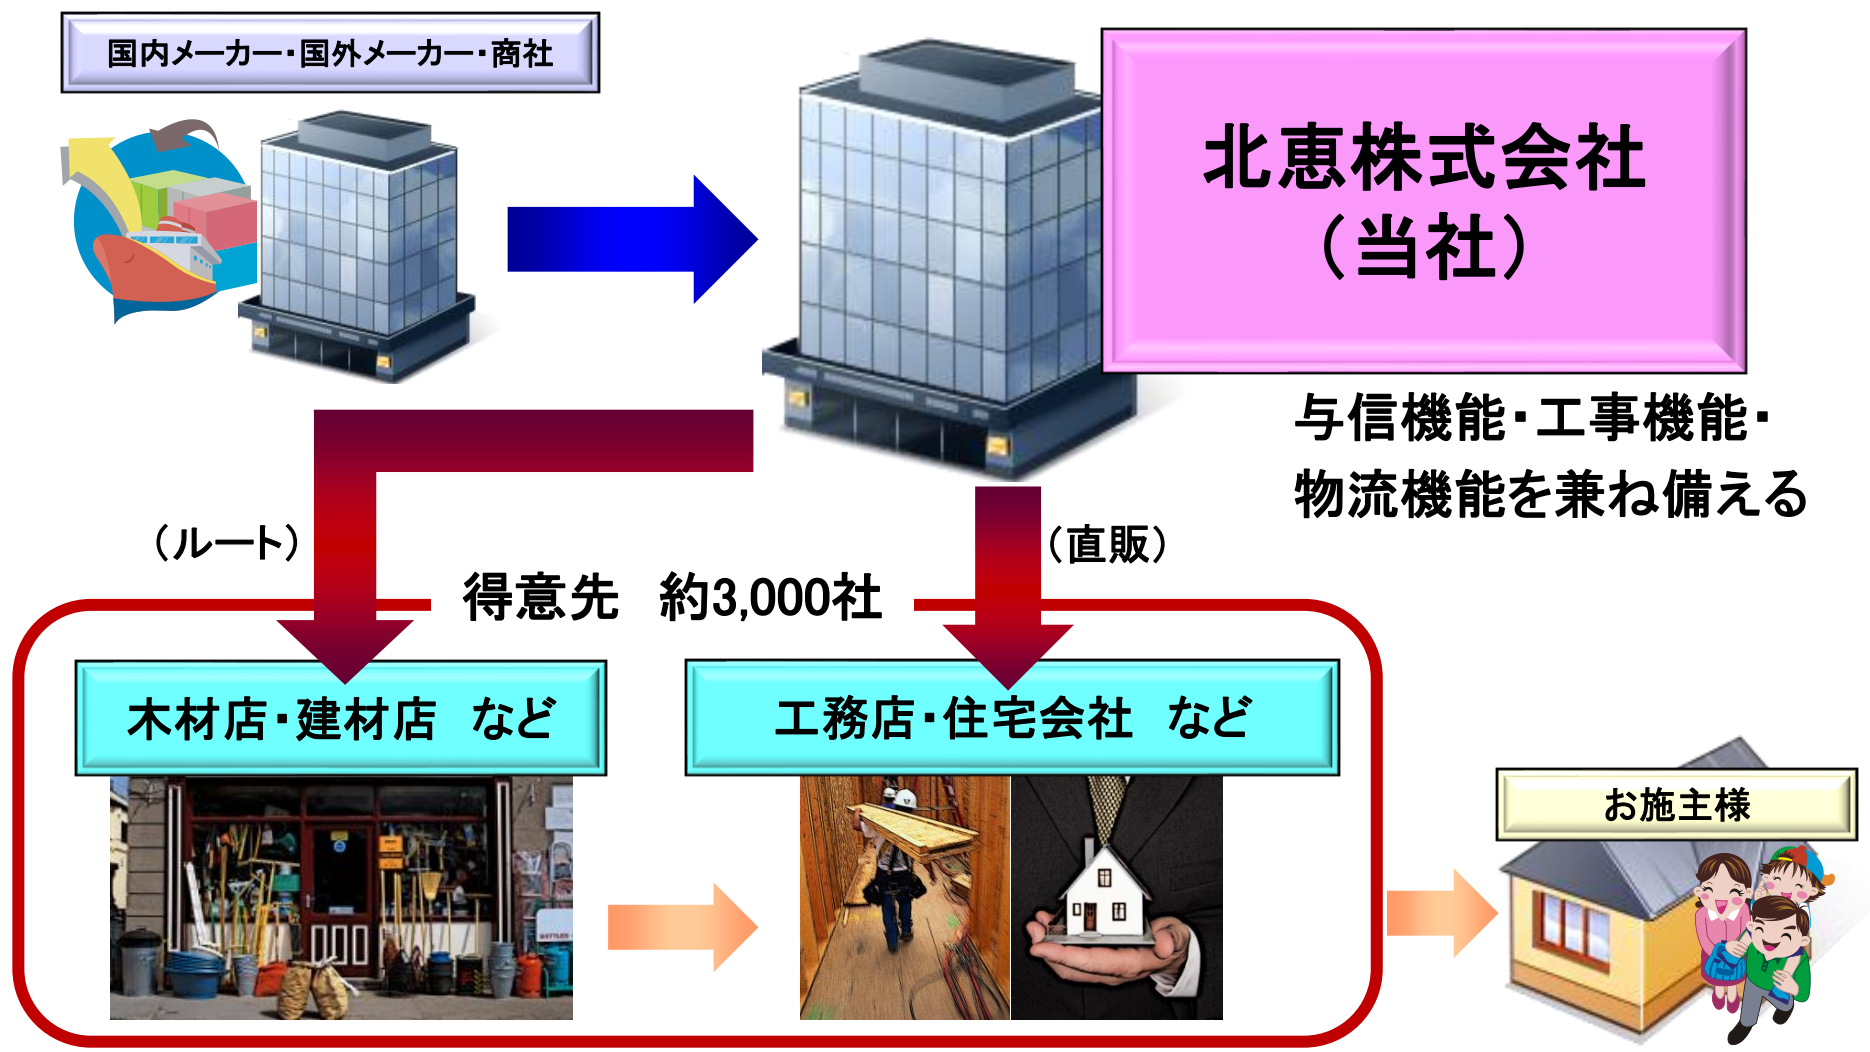 国内メーカー・国外メーカー・商社
北恵株式会社
（当社）
与信機能・工事機能・
物流機能を兼ね備える
（ルート）
（直販）
得意先　約3,000社
木材店・建材店　など
工務店・住宅会社　など
お施主様